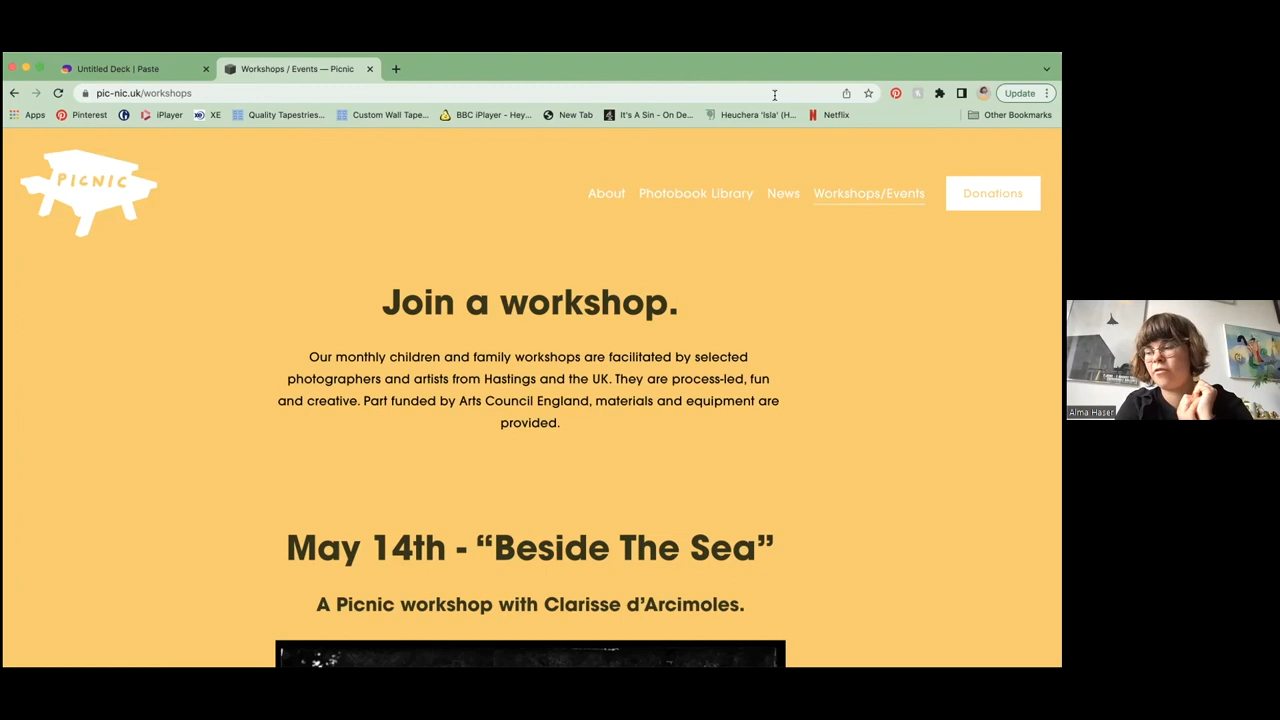 Untitled Deck | Paste
Workshops / Events — Picnic
pic-nic.uk/workshops
Update
Apps
Pinterest
iPlayer
XE
Quality Tapestries...
Custom Wall Tape...
BBC iPlayer - Hey...
New Tab
It's A Sin - On De...
Heuchera 'Isla' (H...
Netflix
Other Bookmarks
PICNIC
About
Photobook Library
News
Workshops/Events
Donations
Join a workshop.
Our monthly children and family workshops are facilitated by selected
photographers and artists from Hastings and the UK. They are process-led, fun
and creative. Part funded by Arts Council England, materials and equipment are
provided.
May 14th - “Beside The Sea”
A Picnic workshop with Clarisse d’Arcimoles.
Alma Haser